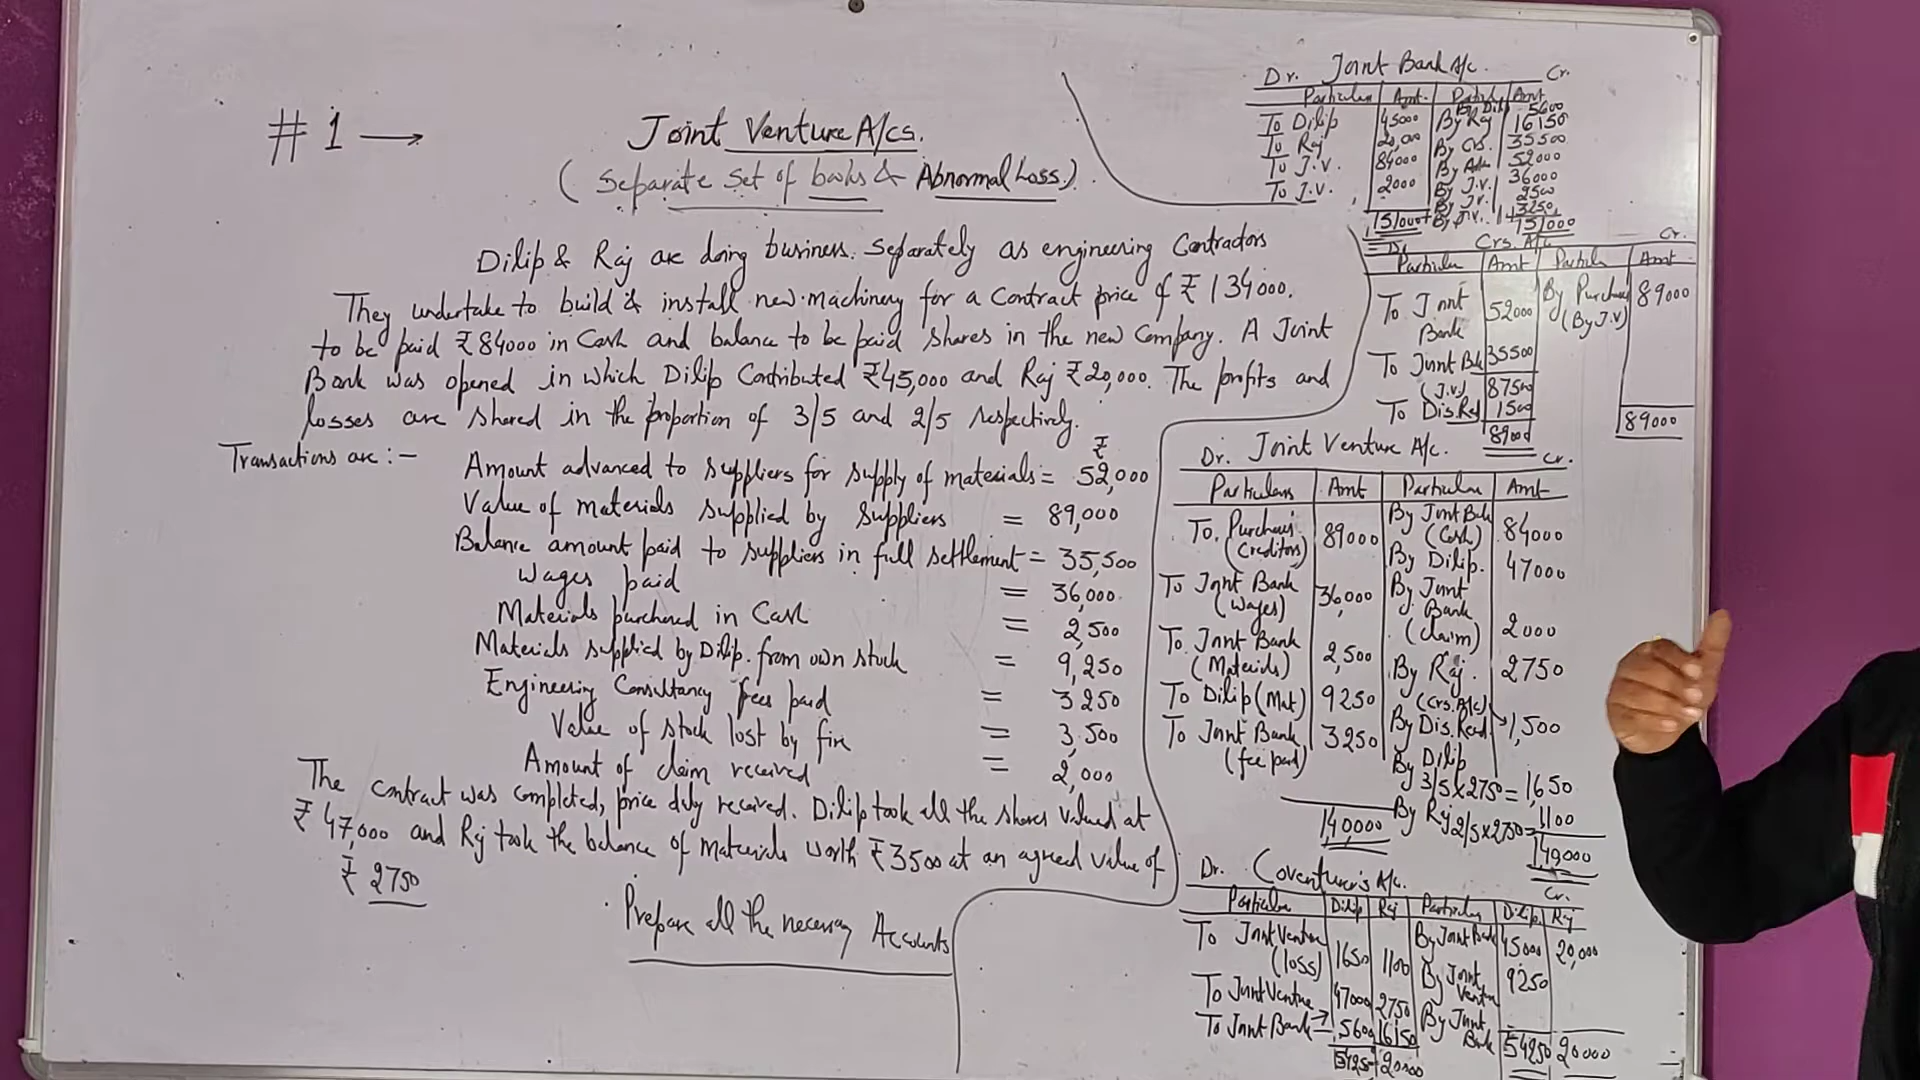 # 1 →
Joint Venture A/cs.
( Separate set of books & Abnormal Loss.)
Dilip & Raj are doing business separately as engineering Contractors
They undertake to build & install new machinery for a Contract price of ₹ 134000.
to be paid ₹84000 in Cash and balance to be paid shares in the new Company. A Joint
Bank was opened in which Dilip Contributed ₹45,000 and Raj ₹20,000. The profits and
losses are shared in the proportion of 3/5 and 2/5 respectively.
₹
Transactions are :-
Amount advanced to suppliers for supply of materials = 52,000
Value of materials supplied by suppliers = 89,000
Balance amount paid to suppliers in full settlement = 35,500
Wages paid = 36,000
Materials purchased in Cash = 2,500
Materials supplied by Dilip from own stock = 9,250
Engineering Consultancy fees paid = 3250
Value of stock lost by fire = 3,500
Amount of claim received = 2,000
The contract was completed, price duly received. Dilip took all the shares valued at
₹ 47,000 and Raj took the balance of materials worth ₹3500 at an agreed value of
₹ 2750
Prepare all the necessary Accounts
Dr. Joint Bank A/c. Cr.
Particulars Amt. Amt
To Dilip 45000 By Dilip 5600
To Raj 20,000 By Raj 16150
To J.V. 84000 By Crs. 35500
To J.V. 2000 52000
By J.V. 36000
By J.V. 2500
By J.V. 3250
151000 151000
Dr. Crs. A/c Cr.
Particulars Amt Amt
To Joint Bank 52000 By Purchases (By J.V) 89000
To Joint Bk 35500
(J.V) 87500
To Dis. Red 1500
89000 89000
Dr. Joint Venture A/c. Cr.
Particulars Amt Particulars Amt
To Purchases (Creditors) 89000 By Joint Bank (Cash) 84000
To Joint Bank (Wages) 36,000 By Dilip. 47000
To Joint Bank (Materials) 2,500 By Joint Bank (claim) 2000
To Dilip (Mat) 9250 By Raj. 2750
To Joint Bank (fee paid) 3250 (Crs. A/c) By Dis. Recd 1,500
By Dilip 3/5 x 2750 = 1,650
By Raj 2/5 x 2750 = 1100
140000 140000
Dr. Coventurer's A/c. Cr.
Particulars Dilip Raj Particulars Dilip Raj
To Joint Venture (loss) 1650 1100 By Joint Bank 45000 20,000
To Joint Venture 47000 2750 By Joint Venture 9250
To Joint Bank → 5600 16150 By Joint Bank
54250 20000 54250 20000